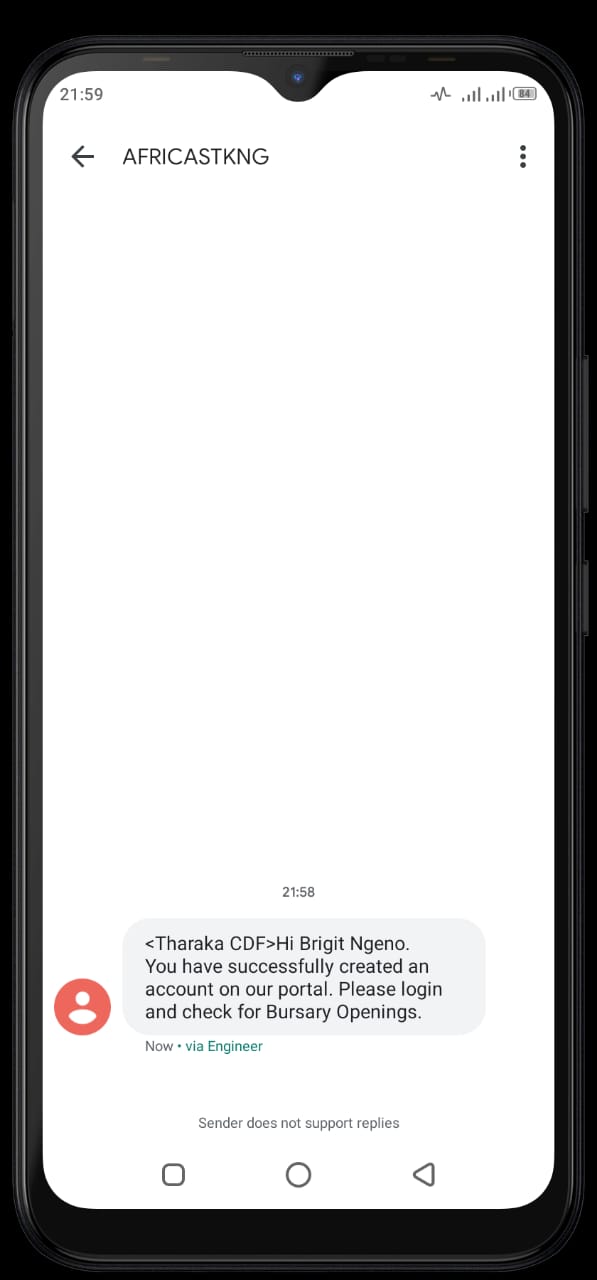 21:59
84
AFRICASTKNG
21:58
<Tharaka CDF>Hi Brigit Ngeno.
You have successfully created an
account on our portal. Please login
and check for Bursary Openings.
Now • via Engineer
Sender does not support replies